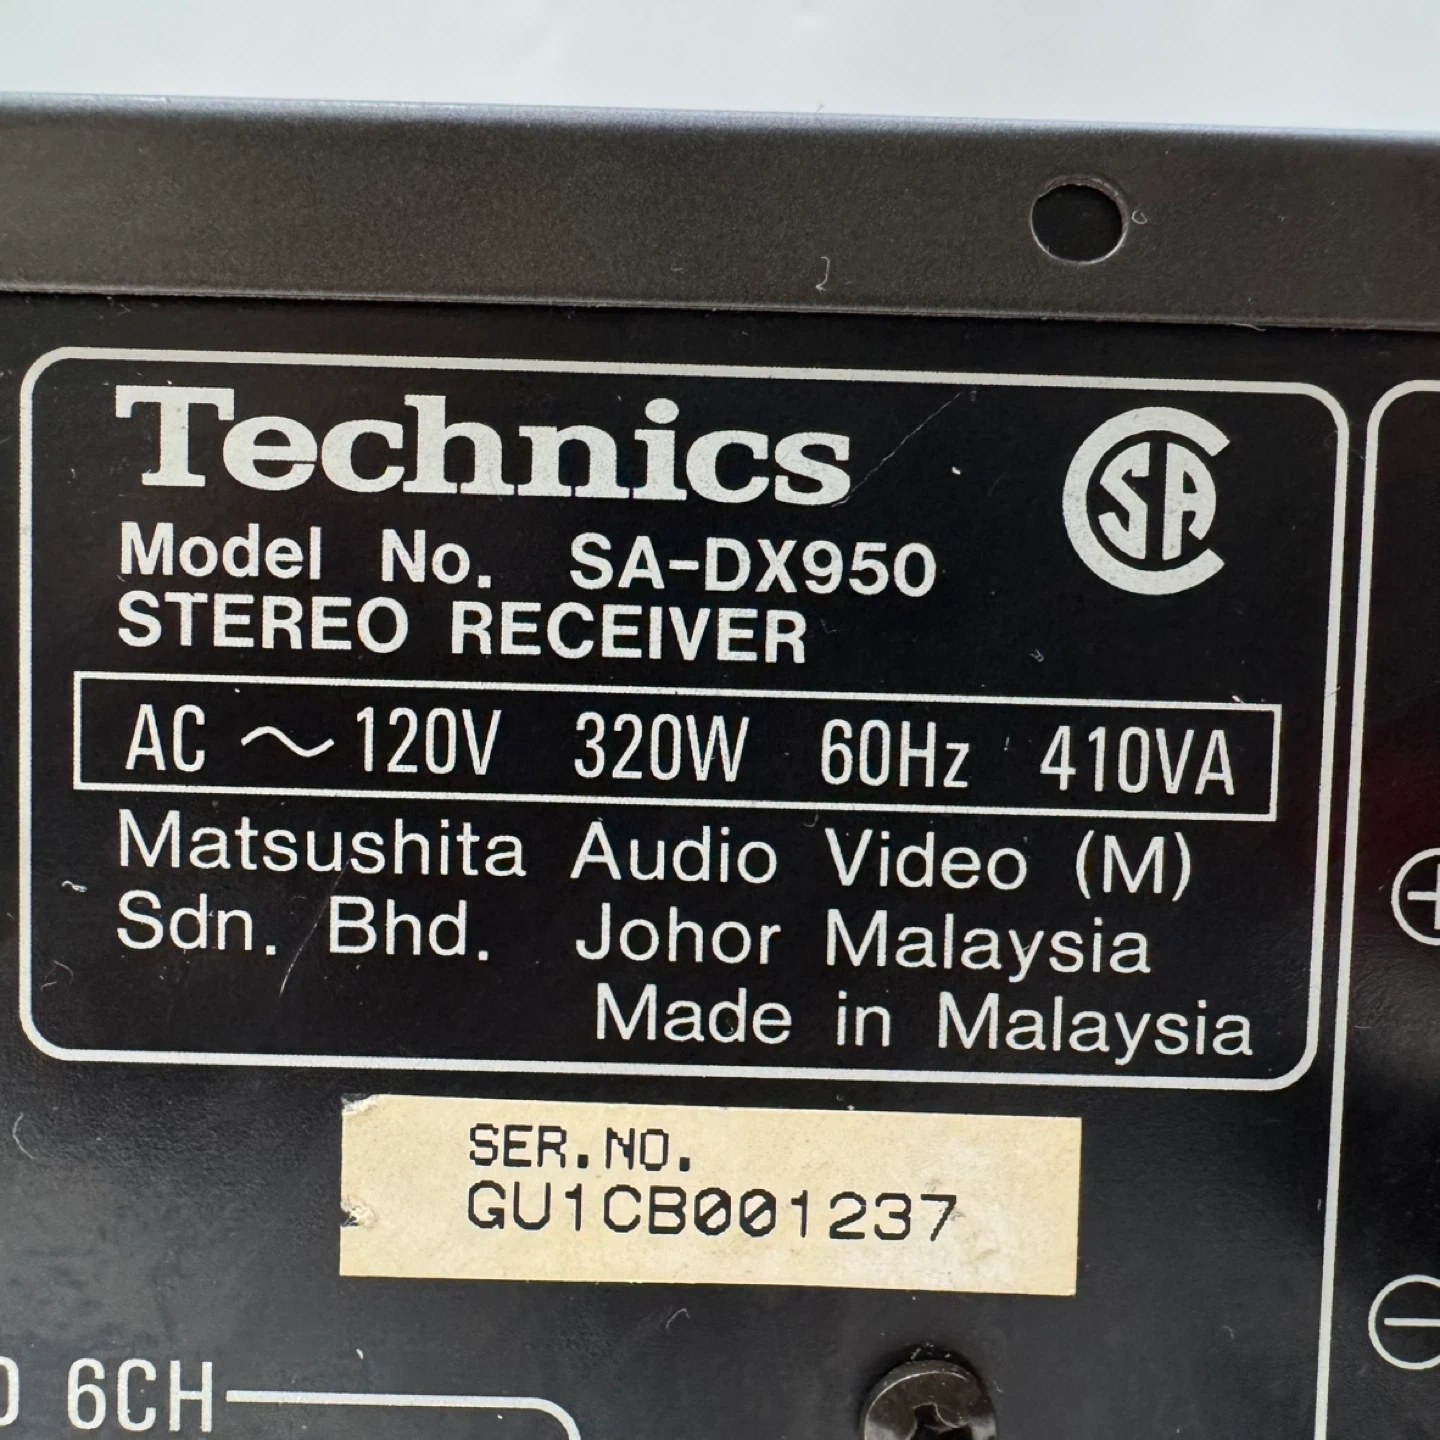 Technics
CSA
Model No. SA-DX950
STEREO RECEIVER
AC ~ 120V 320W 60Hz 410VA
Matsushita Audio Video (M)
Sdn. Bhd. Johor Malaysia
Made in Malaysia
SER.NO.
GU1CB001237
6CH
+
−